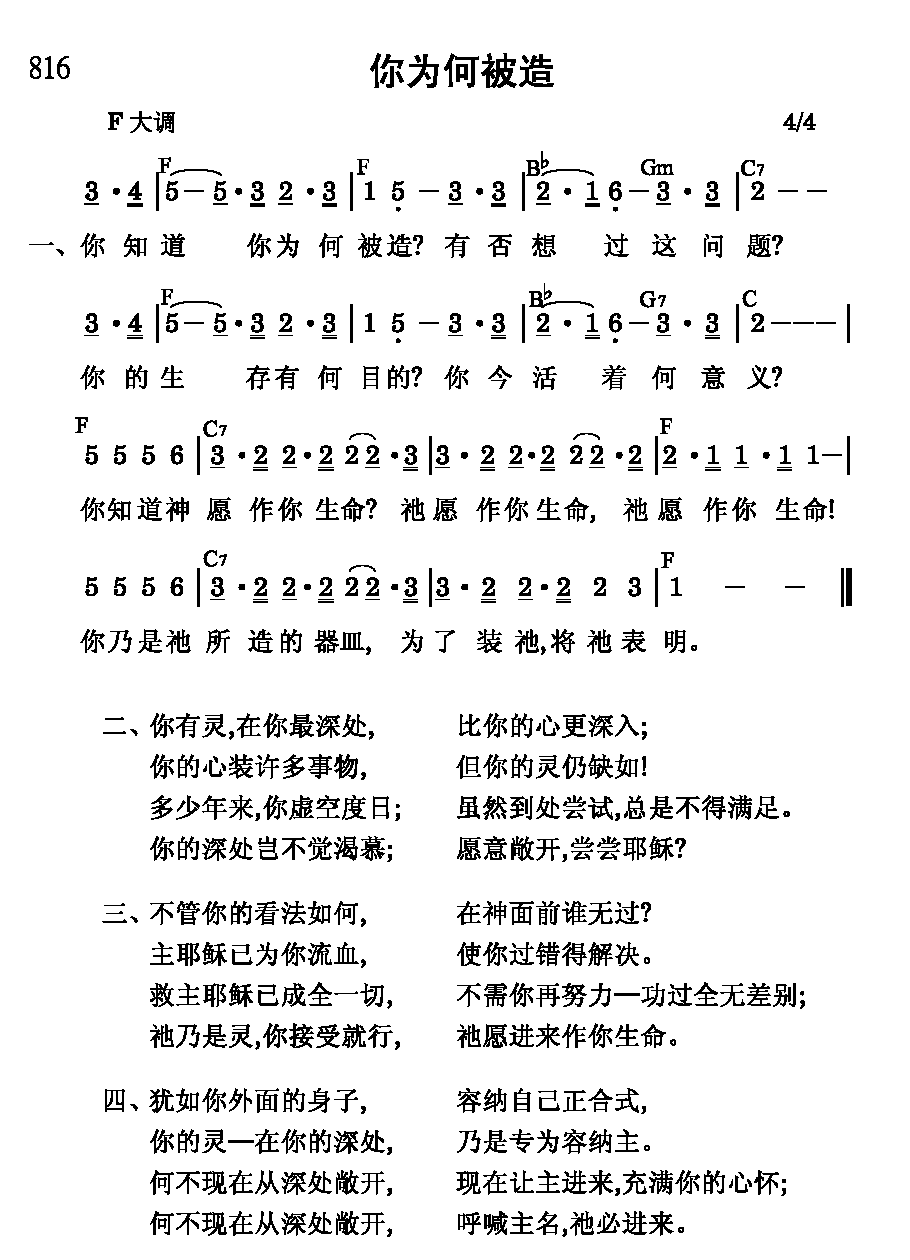 816
你为何被造
F 大调 4/4
F F B♭ Gm C7
3 · 4 | 5 — 5 · 3 2 · 3 | 1 5 — 3 · 3 | 2 · 1 6 — 3 · 3 | 2 — —
一、你 知 道 你为 何 被造? 有 否 想 过 这 问 题?
F B♭ G7 C
3 · 4 | 5 — 5 · 3 2 · 3 | 1 5 — 3 · 3 | 2 · 1 6 — 3 · 3 | 2 — — — |
你 的 生 存有 何 目的? 你 今 活 着 何 意 义?
F C7 F
5 5 5 6 | 3 · 2 2 · 2 2 2 · 3 | 3 · 2 2 · 2 2 2 · 2 | 2 · 1 1 · 1 1 — |
你知道神 愿 作你 生命? 祂愿 作你生命, 祂愿 作你 生命!
C7 F
5 5 5 6 | 3 · 2 2 · 2 2 2 · 3 | 3 · 2 2 · 2 2 3 | 1 — — ‖
你乃是祂 所 造的 器皿, 为了 装 祂,将 祂表 明。
二、你有灵,在你最深处, 比你的心更深入;
你的心装许多事物, 但你的灵仍缺如!
多少年来,你虚空度日; 虽然到处尝试,总是不得满足。
你的深处岂不觉渴慕; 愿意敞开,尝尝耶稣?
三、不管你的看法如何, 在神面前谁无过?
主耶稣已为你流血, 使你过错得解决。
救主耶稣已成全一切, 不需你再努力—功过全无差别;
祂乃是灵,你接受就行, 祂愿进来作你生命。
四、犹如你外面的身子, 容纳自己正合式,
你的灵—在你的深处, 乃是专为容纳主。
何不现在从深处敞开, 现在让主进来,充满你的心怀;
何不现在从深处敞开, 呼喊主名,祂必进来。